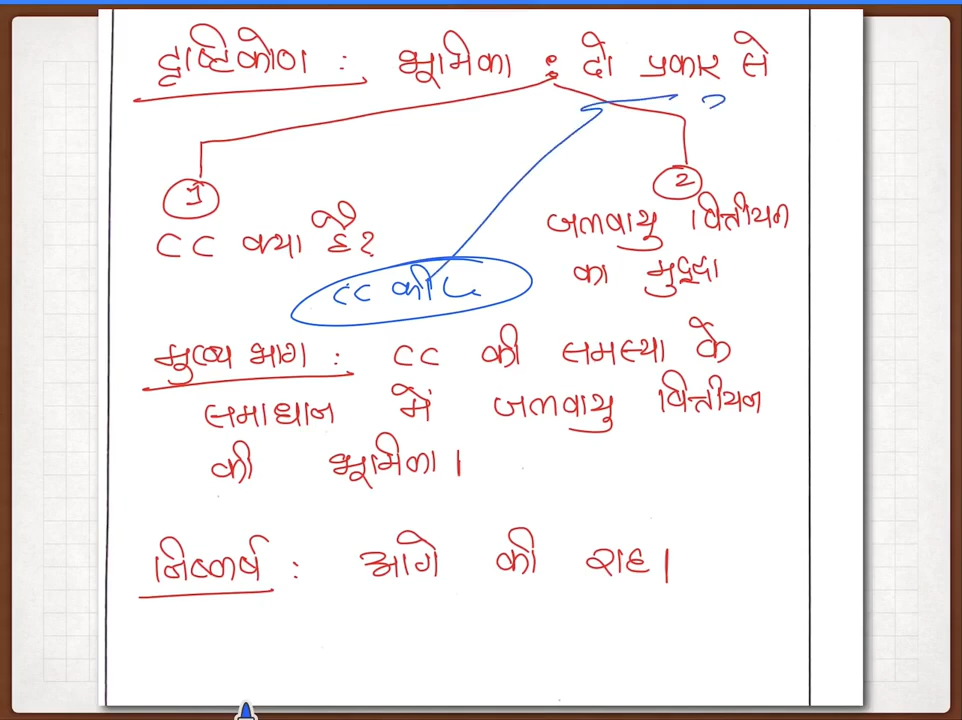 दृष्टिकोण : भूमिका : दो प्रकार से
1
2
CC क्या है?
जलवायु वित्तीयन
का मुद्दा
CC की
मुख्य भाग : CC की समस्या के
समाधान में जलवायु वित्तीयन
की भूमिका।
निष्कर्ष : आगे की राह।